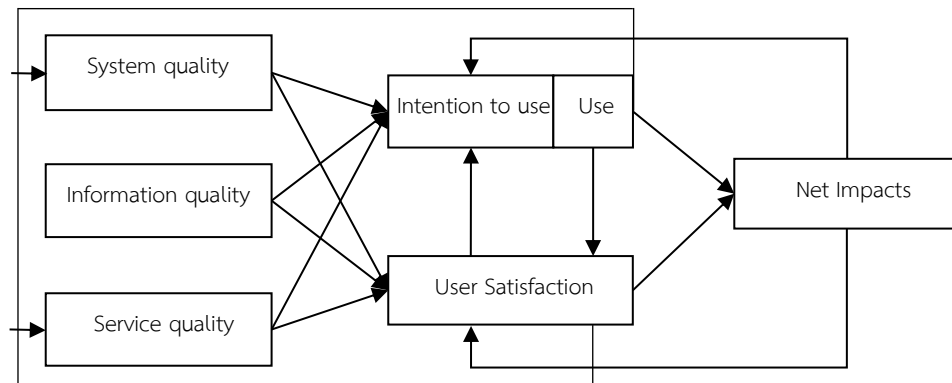 System quality
Intention to use
Use
Information quality
Net Impacts
User Satisfaction
Service quality